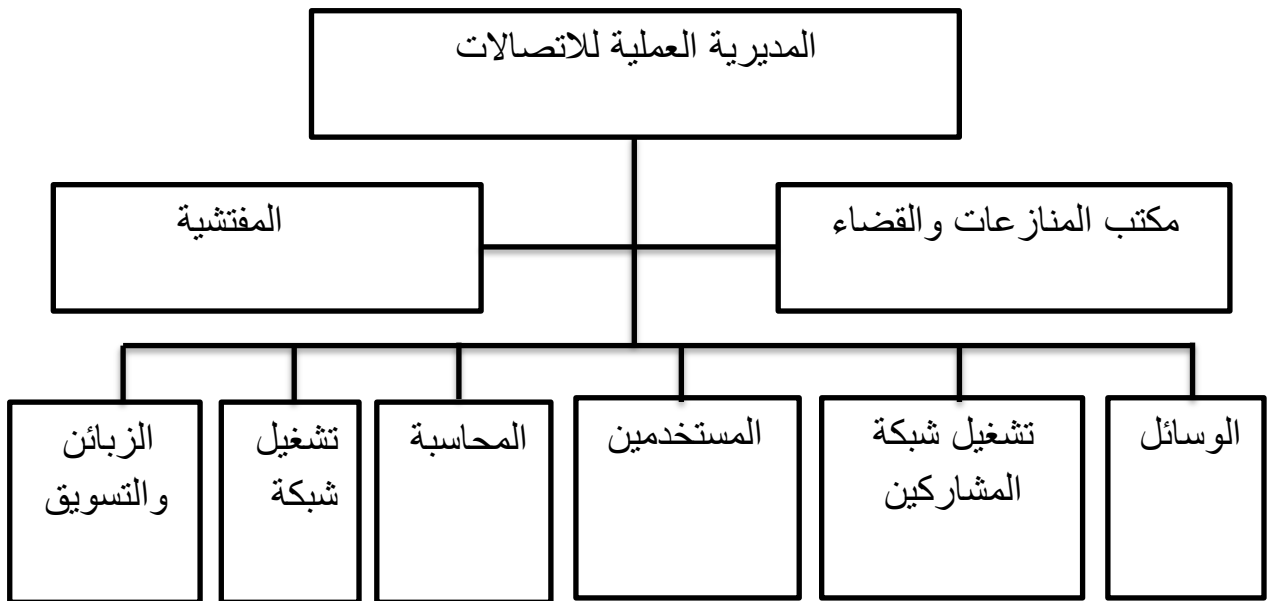 المديرية العملية للاتصالات
مكتب المنازعات والقضاء
المفتشية
الوسائل
تشغيل شبكة
المشاركين
المستخدمين
المحاسبة
تشغيل
شبكة
الزبائن
والتسويق